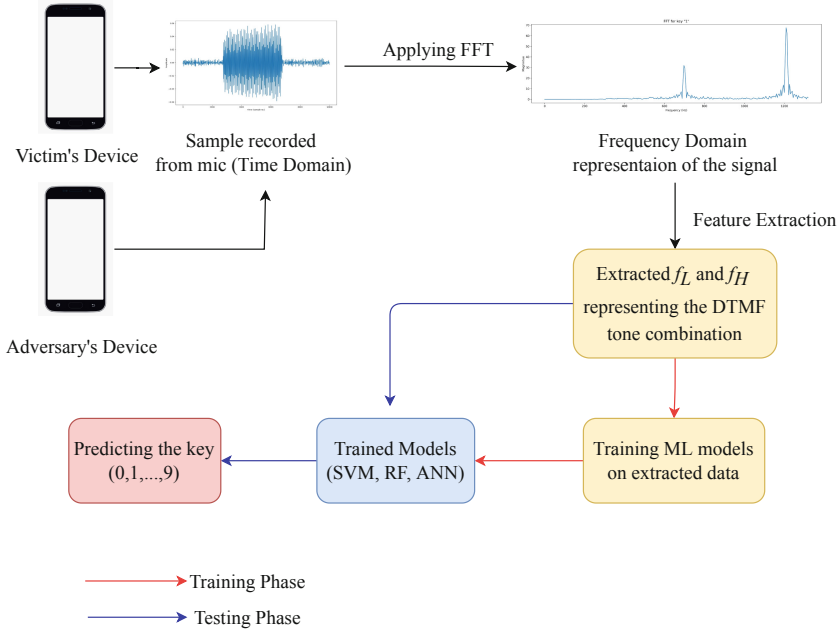 Applying FFT
FFT for key "1"
Victim's Device
Sample recorded
from mic (Time Domain)
Frequency Domain
representaion of the signal
Feature Extraction
Adversary's Device
Extracted f_L and f_H
representing the DTMF
tone combination
Predicting the key
(0,1,...,9)
Trained Models
(SVM, RF, ANN)
Training ML models
on extracted data
Training Phase
Testing Phase